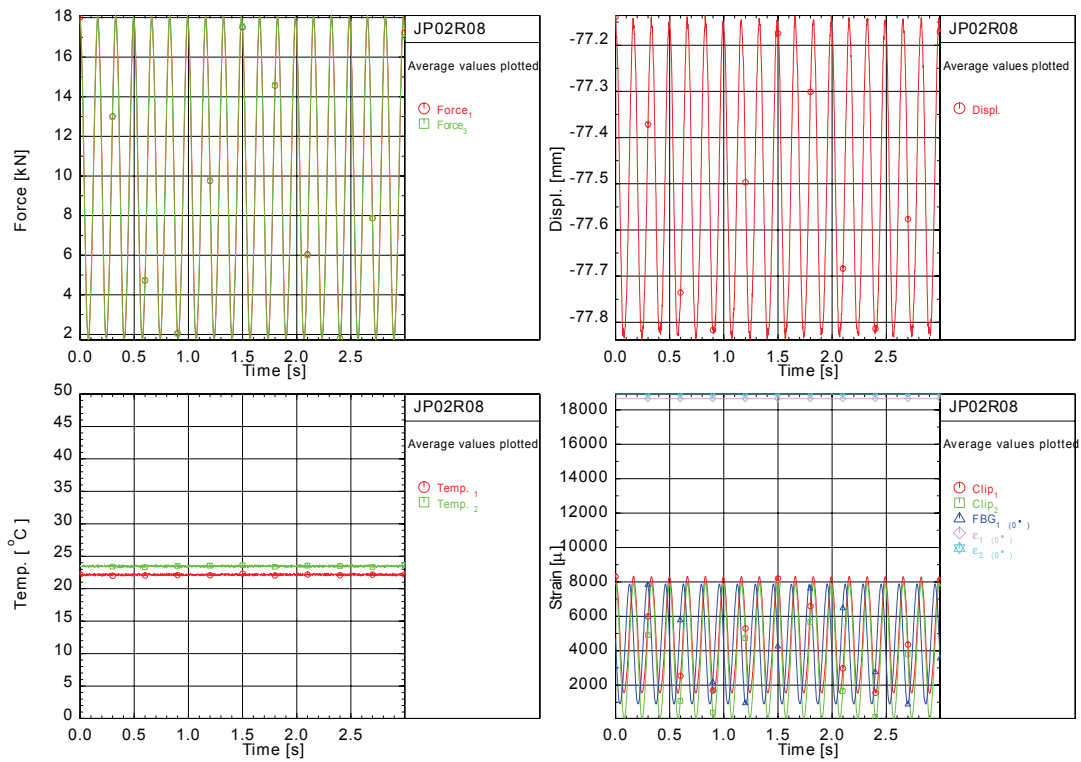 18
16
14
12
10
8
6
4
2
Force [kN]
0.0 0.5 1.0 1.5 2.0 2.5
Time [s]
JP02R08
Average values plotted
Force1
Force3
-77.2
-77.3
-77.4
-77.5
-77.6
-77.7
-77.8
Displ. [mm]
0.0 0.5 1.0 1.5 2.0 2.5
Time [s]
JP02R08
Average values plotted
Displ.
50
45
40
35
30
25
20
15
10
5
0
Temp. [ °C]
0.0 0.5 1.0 1.5 2.0 2.5
Time [s]
JP02R08
Average values plotted
Temp. 1
Temp. 2
18000
16000
14000
12000
10000
8000
6000
4000
2000
Strain [µ]
0.0 0.5 1.0 1.5 2.0 2.5
Time [s]
JP02R08
Average values plotted
Clip1
Clip2
FBG1 (0°)
ε1 (0°)
ε2 (0°)